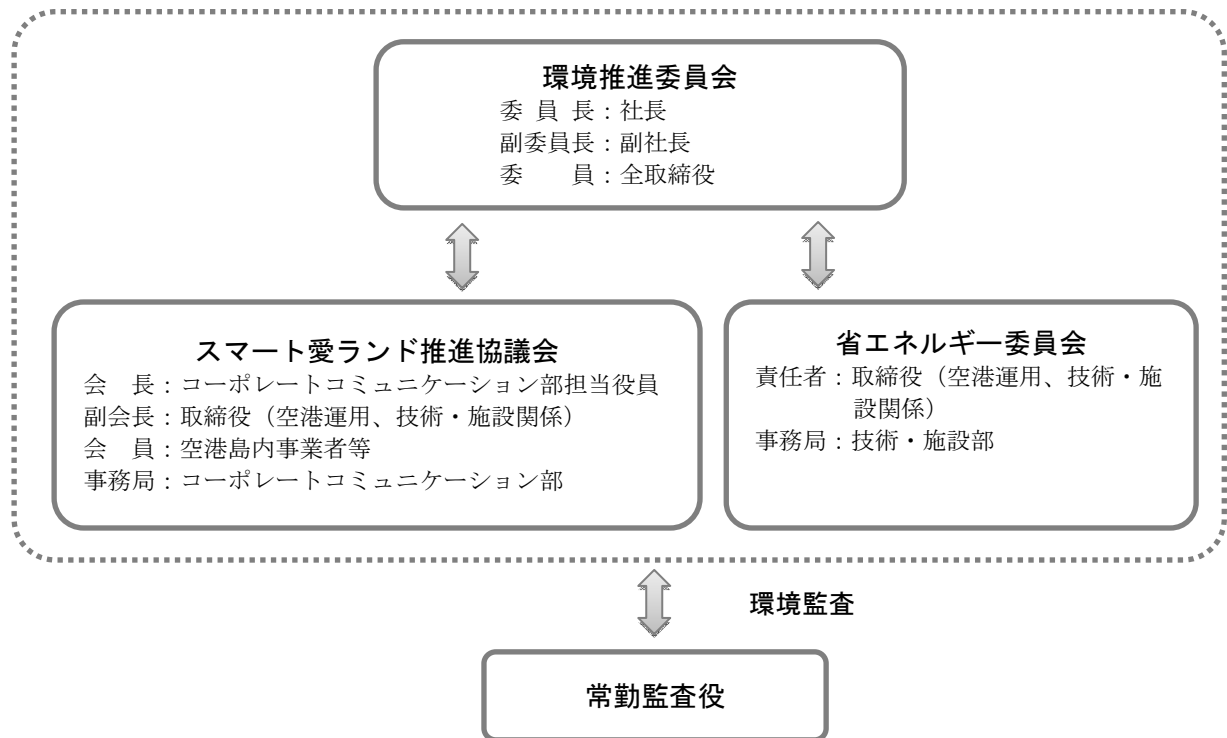 環境推進委員会
委 員 長：社長
副委員長：副社長
委　　員：全取締役
スマート愛ランド推進協議会
会　長：コーポレートコミュニケーション部担当役員
副会長：取締役（空港運用、技術・施設関係）
会　員：空港島内事業者等
事務局：コーポレートコミュニケーション部
省エネルギー委員会
責任者：取締役（空港運用、技術・施
設関係）
事務局：技術・施設部
環境監査
常勤監査役